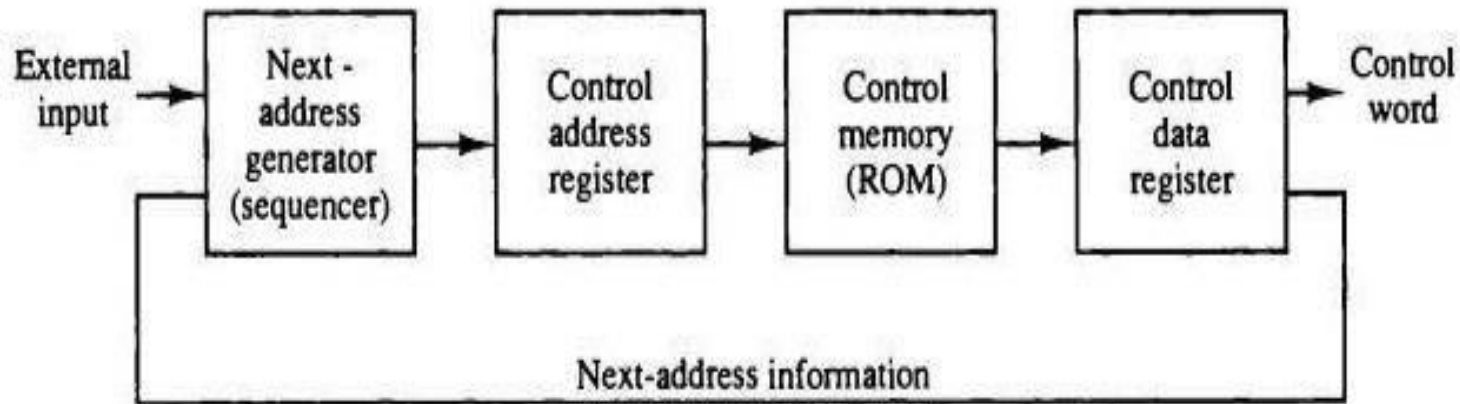 External
input
Next -
address
generator
(sequencer)
Control
address
register
Control
memory
(ROM)
Control
data
register
Control
word
Next-address information